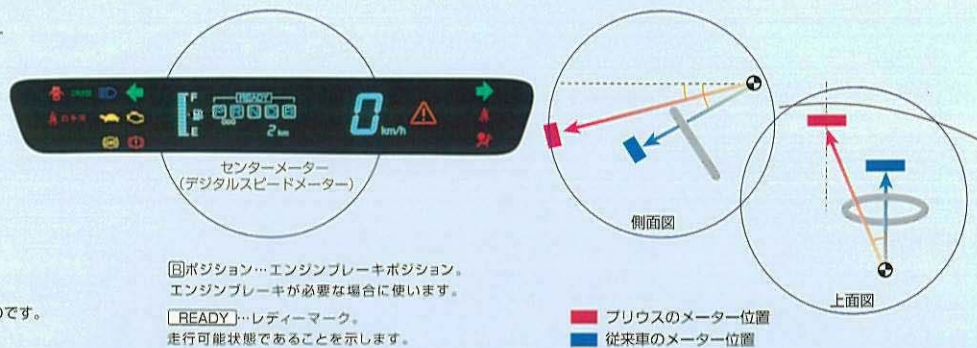 F
READY
E
2 km
0 km/h
センターメーター
(デジタルスピードメーター)
Bポジション…エンジンブレーキポジション。
エンジンブレーキが必要な場合に使います。
READY…レディーマーク。
走行可能状態であることを示します。
のです。
側面図
上面図
プリウスのメーター位置
従来車のメーター位置